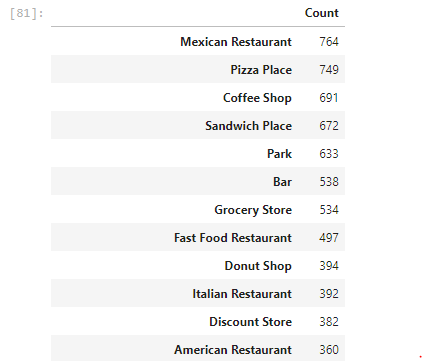 [81]: Count
Mexican Restaurant 764
Pizza Place 749
Coffee Shop 691
Sandwich Place 672
Park 633
Bar 538
Grocery Store 534
Fast Food Restaurant 497
Donut Shop 394
Italian Restaurant 392
Discount Store 382
American Restaurant 360